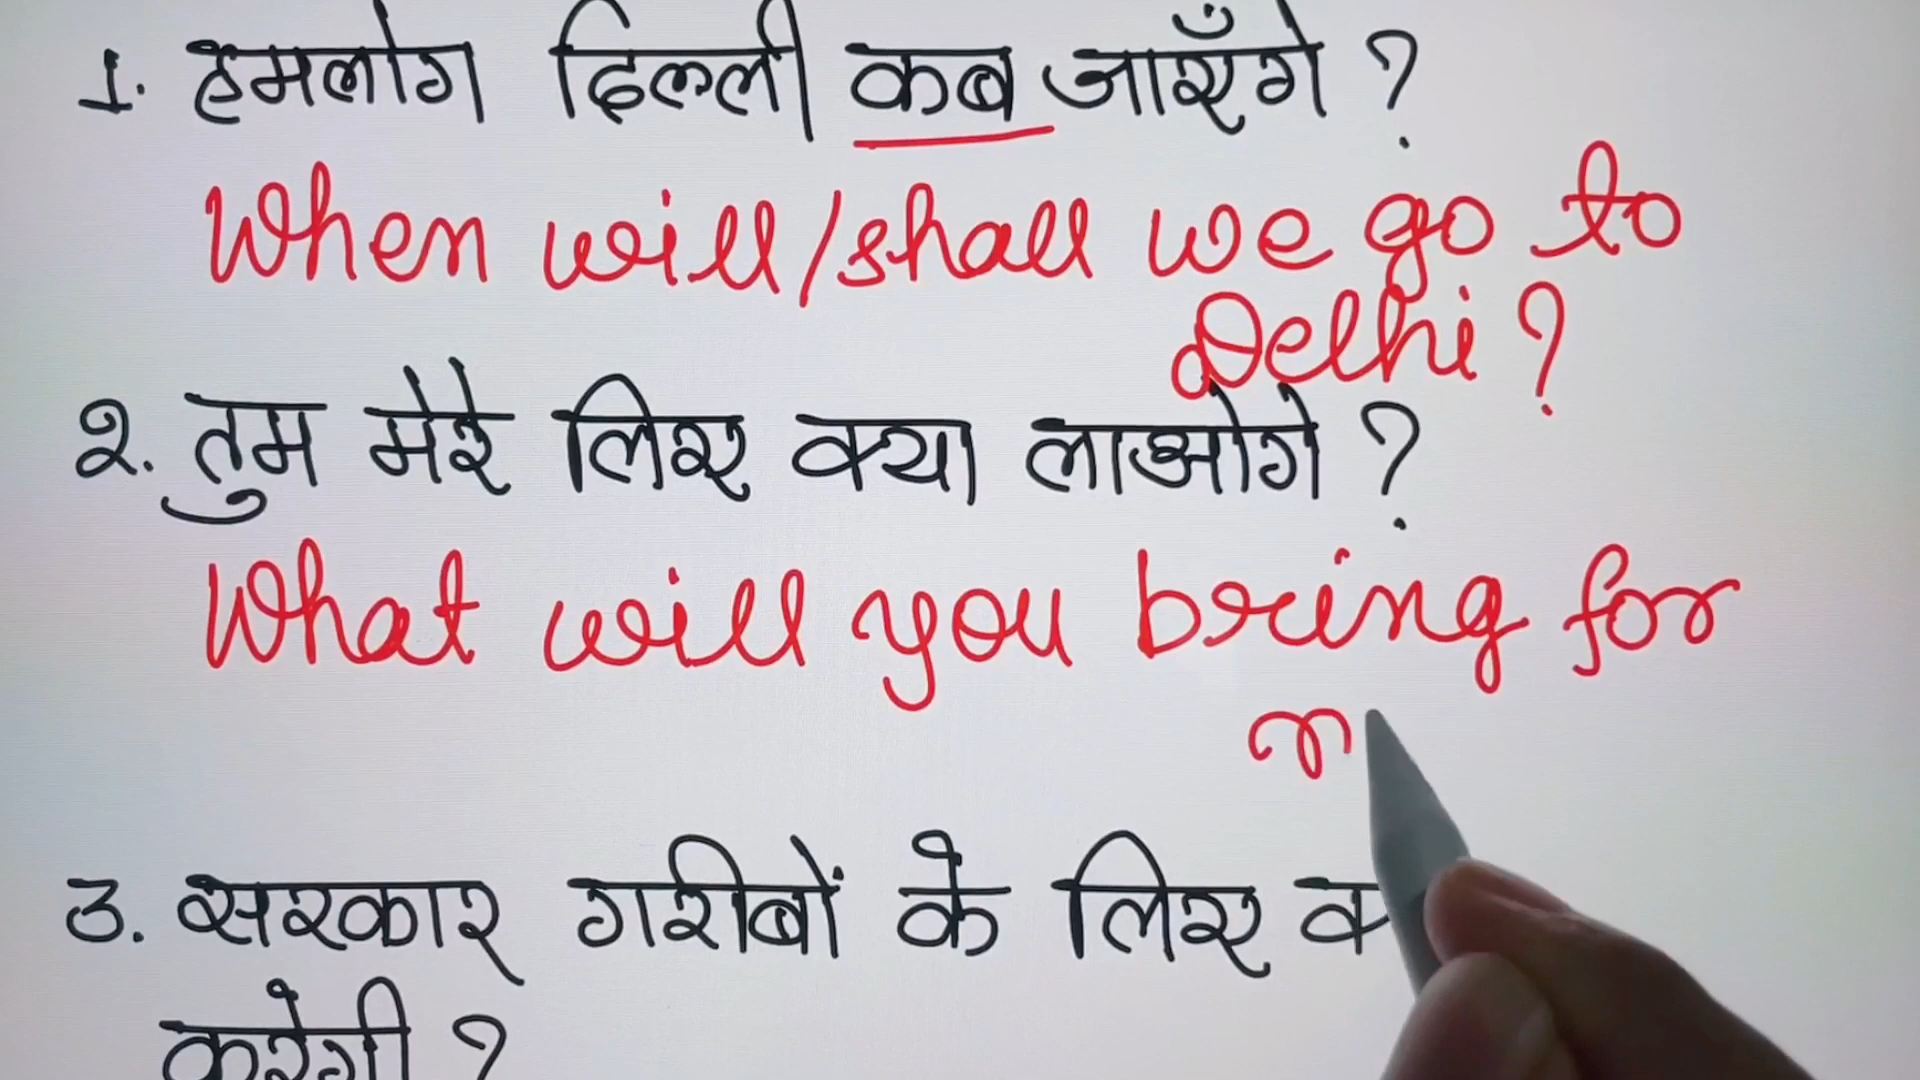 1. हमलोग दिल्ली कब जाएँगे ?
When will/shall we go to
Delhi ?
२. तुम मेरे लिए क्या लाओगे ?
What will you bring for
m
3. सरकार गरीबों के लिए
करेगी ?